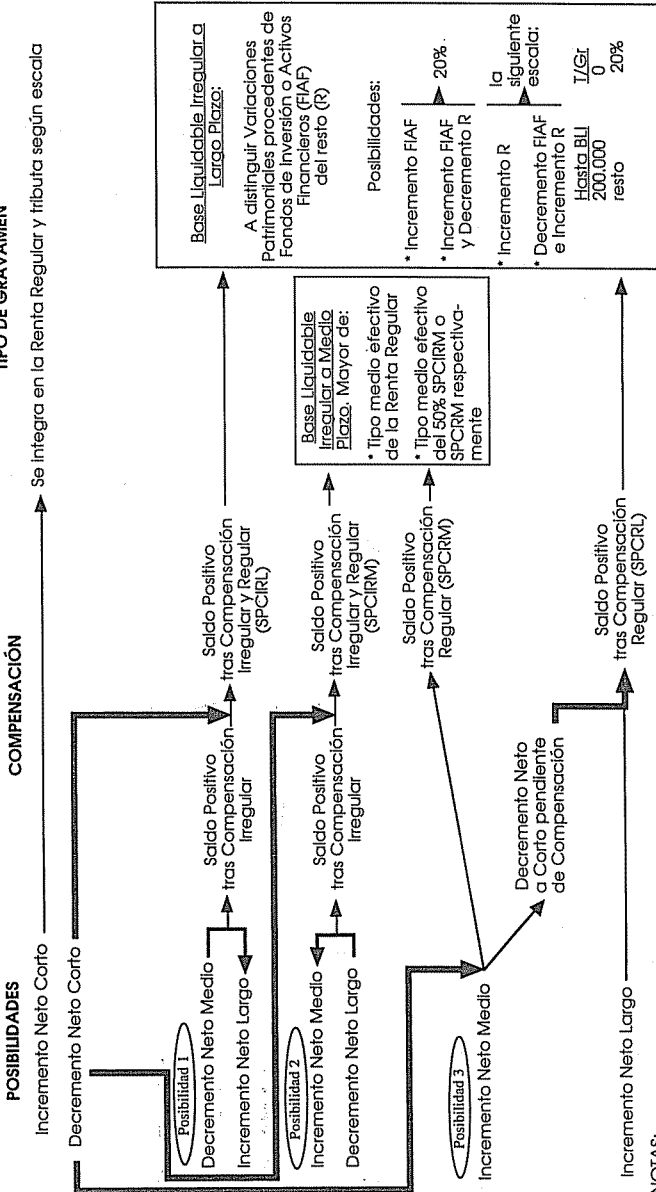 POSIBILIDADES
COMPENSACIÓN
TIPO DE GRAVAMEN
Incremento Neto Corto
Se integra en la Renta Regular y tributa según escala
Decremento Neto Corto
Posibilidad 1
Decremento Neto Medio
Incremento Neto Largo
Saldo Positivo
tras Compensación
Irregular
Saldo Positivo
tras Compensación
Irregular y Regular
(SPCIRL)
Posibilidad 2
Incremento Neto Medio
Decremento Neto Largo
Saldo Positivo
tras Compensación
Irregular
Saldo Positivo
tras Compensación
Irregular y Regular
(SPCIRM)
Posibilidad 3
Incremento Neto Medio
Saldo Positivo
tras Compensación
Regular (SPCRM)
Decremento Neto
a Corto pendiente
de Compensación
Incremento Neto Largo
Saldo Positivo
tras Compensación
Regular (SPCRL)
Base Liquidable
Irregular a Medio
Plazo. Mayor de:
* Tipo medio efectivo
de la Renta Regular
* Tipo medio efectivo
del 50% SPCIRM o
SPCRM respectiva-
mente
Base Liquidable Irregular a
Largo Plazo:
A distinguir Variaciones
Patrimoniales procedentes de
Fondos de Inversión o Activos
Financieros (FIAF)
del resto (R)
Posibilidades:
* Incremento FIAF
* Incremento FIAF
y Decremento R
20%.
* Incremento R
* Decremento FIAF
e Incremento R
la
siguiente
escala:
Hasta BLI T/Gr
200.000 0
resto 20%
NOTAS: